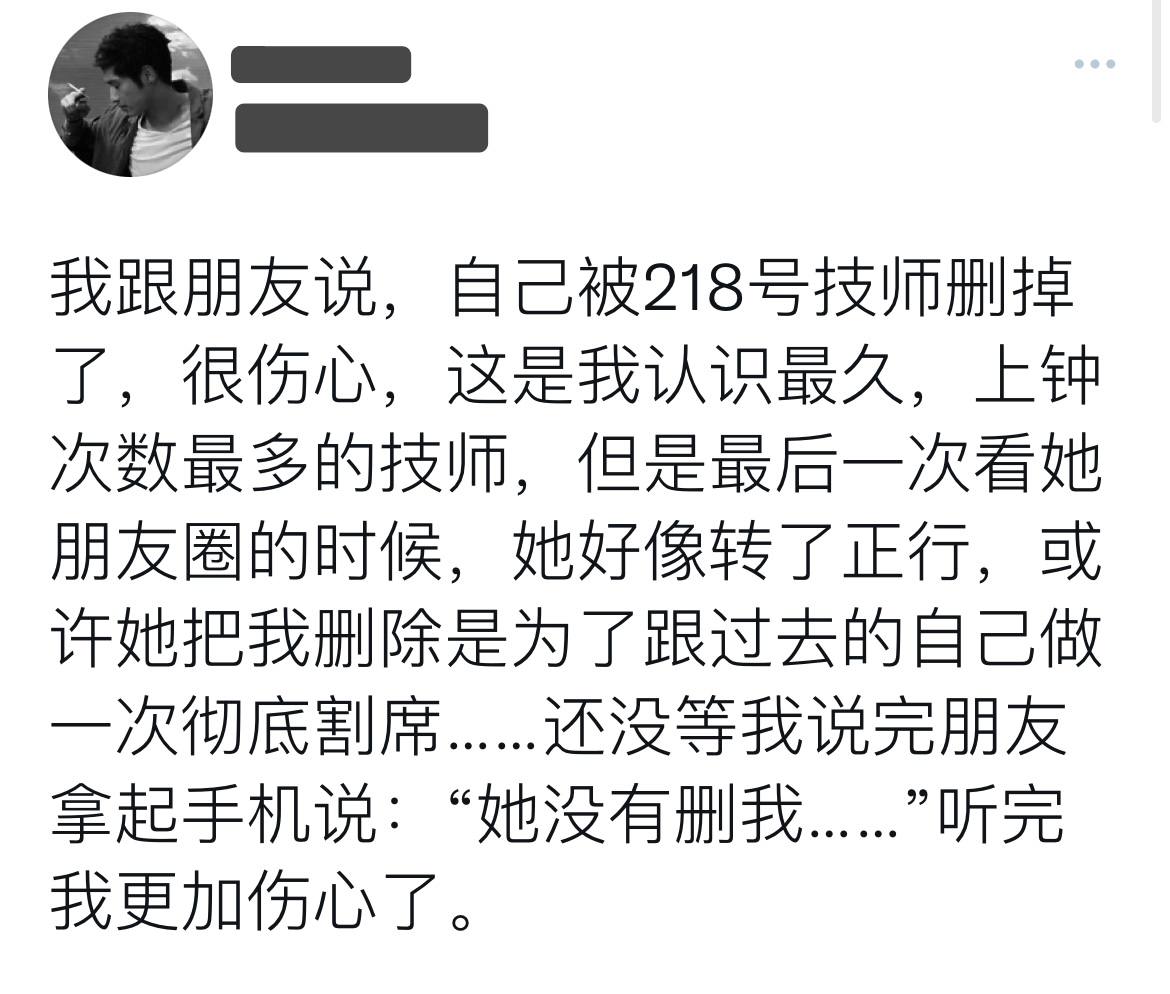 我跟朋友说，自己被218号技师删掉
了，很伤心，这是我认识最久，上钟
次数最多的技师，但是最后一次看她
朋友圈的时候，她好像转了正行，或
许她把我删除是为了跟过去的自己做
一次彻底割席……还没等我说完朋友
拿起手机说：“她没有删我……”听完
我更加伤心了。